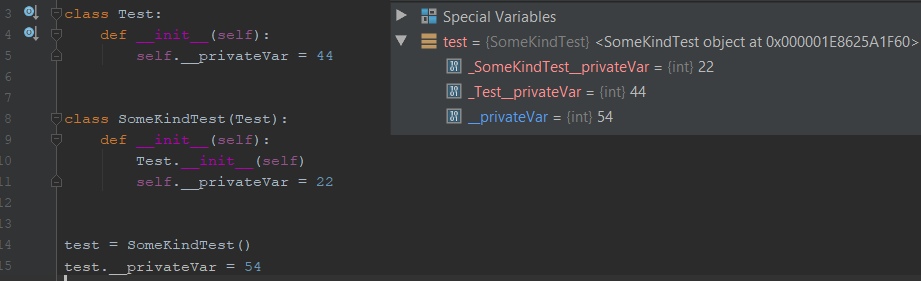 3 class Test:
4     def __init__(self):
5         self.__privateVar = 44
6
7
8 class SomeKindTest(Test):
9     def __init__(self):
10         Test.__init__(self)
11         self.__privateVar = 22
12
13
14 test = SomeKindTest()
15 test.__privateVar = 54
Special Variables
test = {SomeKindTest} <SomeKindTest object at 0x000001E8625A1F60>
_SomeKindTest__privateVar = {int} 22
_Test__privateVar = {int} 44
__privateVar = {int} 54